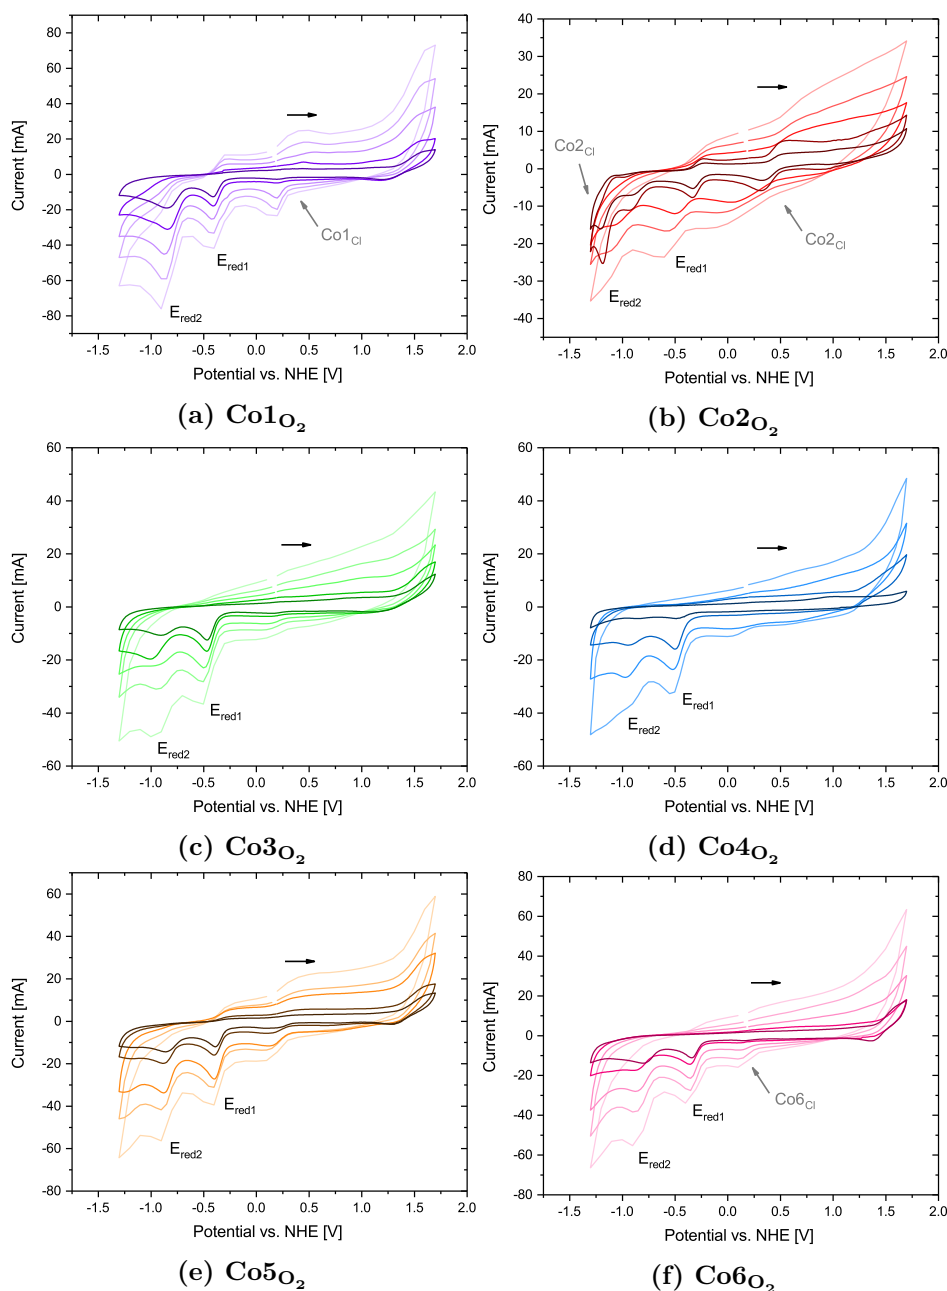 80
60
40
20
0
-20
-40
-60
-80
Current [mA]
Co1Cl
Ered1
Ered2
-1.5 -1.0 -0.5 0.0 0.5 1.0 1.5 2.0
Potential vs. NHE [V]
(a) Co1O2
40
30
20
10
0
-10
-20
-30
-40
Current [mA]
Co2Cl
Co2Cl
Ered1
Ered2
-1.5 -1.0 -0.5 0.0 0.5 1.0 1.5 2.0
Potential vs. NHE [V]
(b) Co2O2
60
40
20
0
-20
-40
-60
Current [mA]
Ered1
Ered2
-1.5 -1.0 -0.5 0.0 0.5 1.0 1.5 2.0
Potential vs. NHE [V]
(c) Co3O2
60
40
20
0
-20
-40
-60
Current [mA]
Ered1
Ered2
-1.5 -1.0 -0.5 0.0 0.5 1.0 1.5 2.0
Potential vs. NHE [V]
(d) Co4O2
60
40
20
0
-20
-40
-60
-80
Current [mA]
Ered1
Ered2
-1.5 -1.0 -0.5 0.0 0.5 1.0 1.5 2.0
Potential vs. NHE [V]
(e) Co5O2
80
60
40
20
0
-20
-40
-60
-80
Current [mA]
Co6Cl
Ered1
Ered2
-1.5 -1.0 -0.5 0.0 0.5 1.0 1.5 2.0
Potential vs. NHE [V]
(f) Co6O2